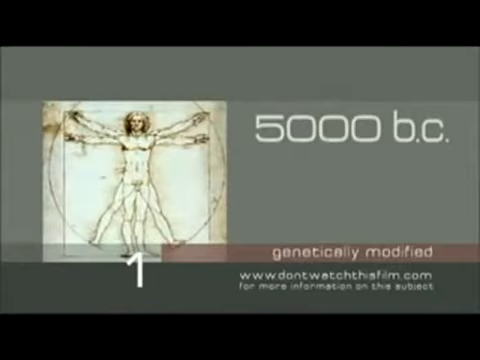 5000 b.c.
genetically modified
1
www.dontwatchthisfilm.com
for more information on this subject